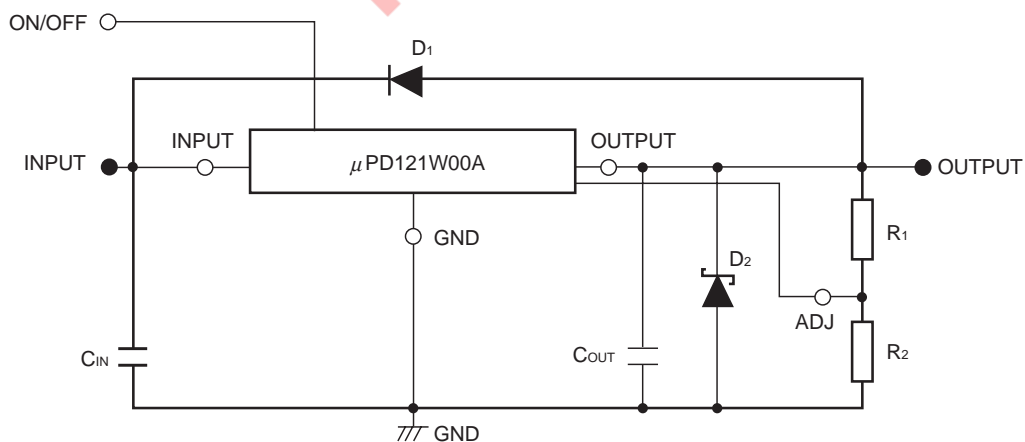 ON/OFF
D1
INPUT
OUTPUT
INPUT
μPD121W00A
OUTPUT
R1
GND
D2
ADJ
CIN
COUT
R2
GND